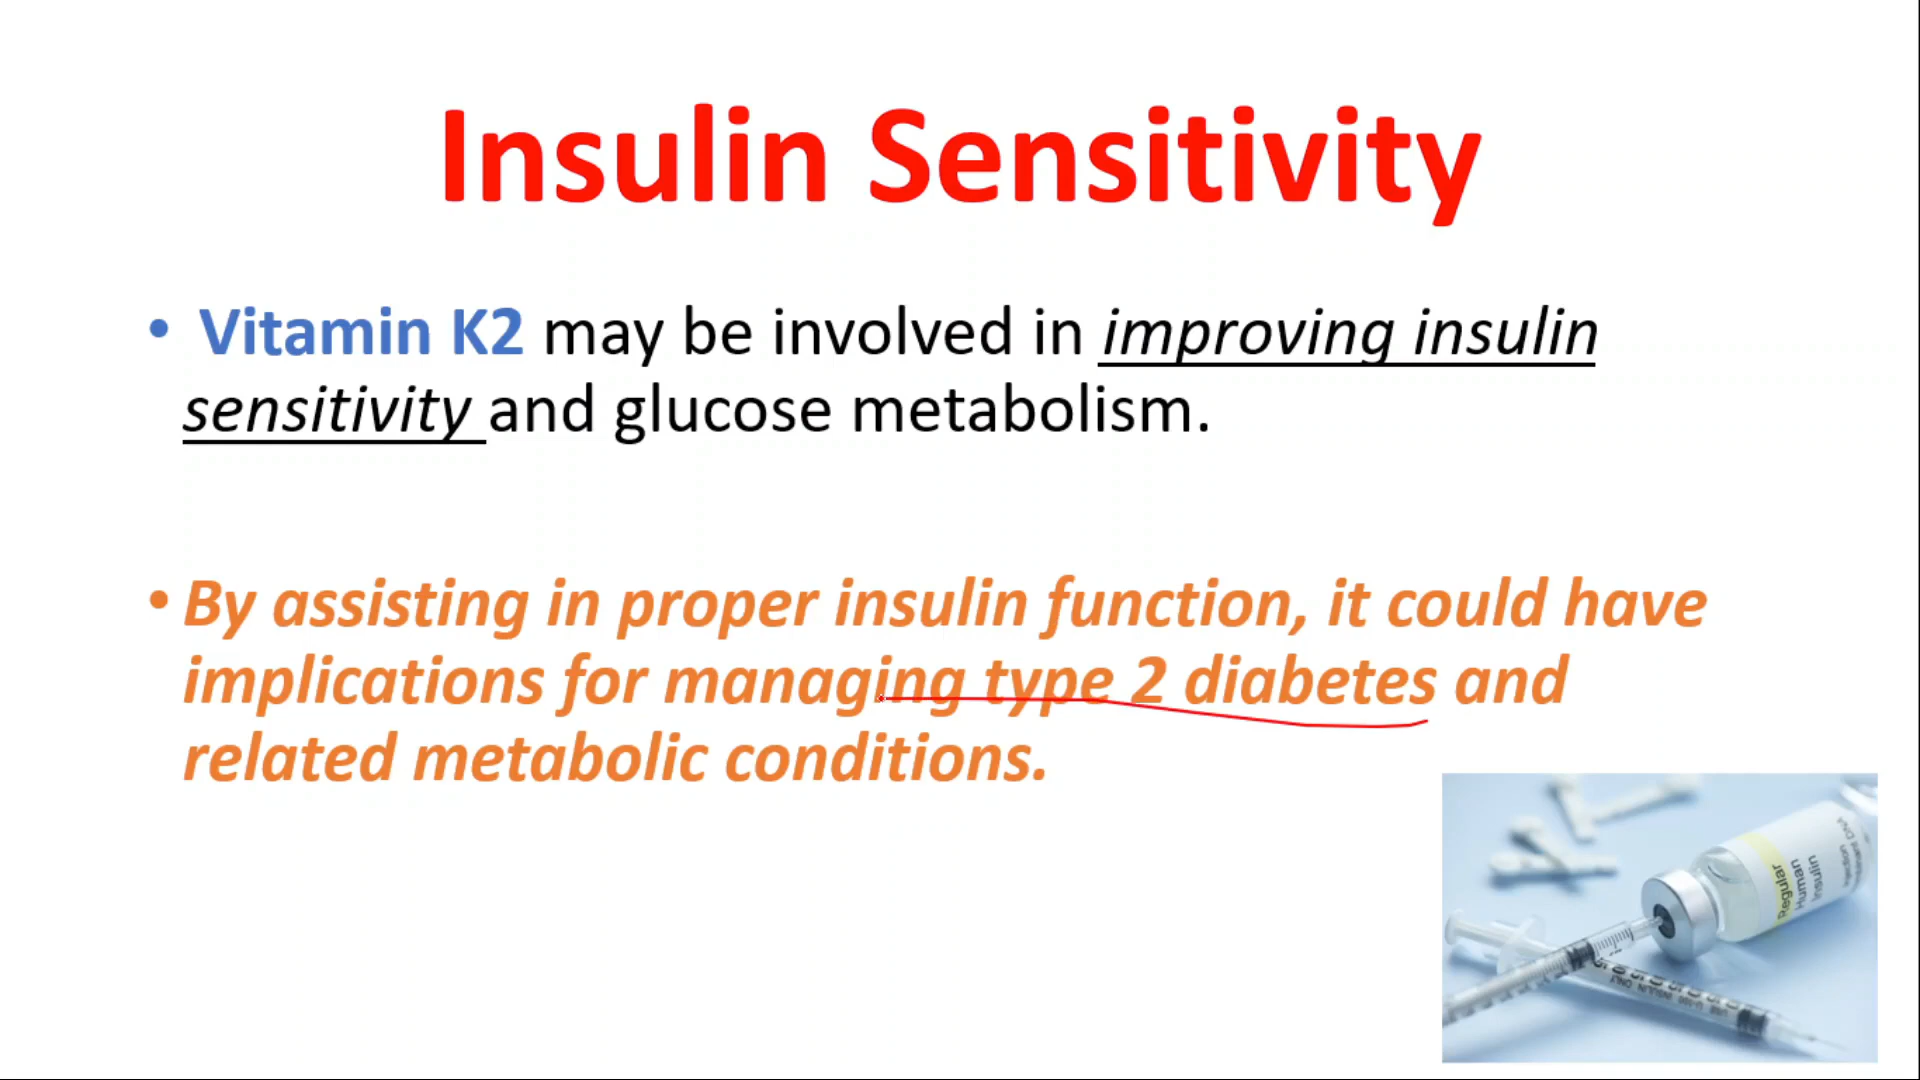 Insulin Sensitivity
• Vitamin K2 may be involved in improving insulin
sensitivity and glucose metabolism.
• By assisting in proper insulin function, it could have
implications for managing type 2 diabetes and
related metabolic conditions.
Regular
Human
Insulin